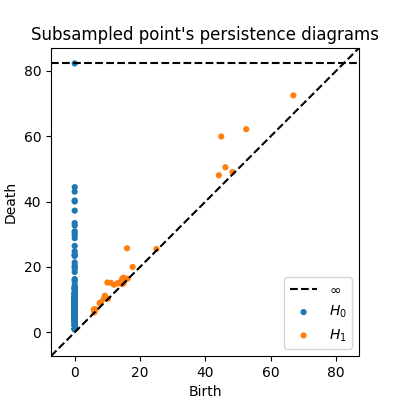 Subsampled point's persistence diagrams
80
60
40
20
0
Death
∞
H₀
H₁
0 20 40 60 80
Birth